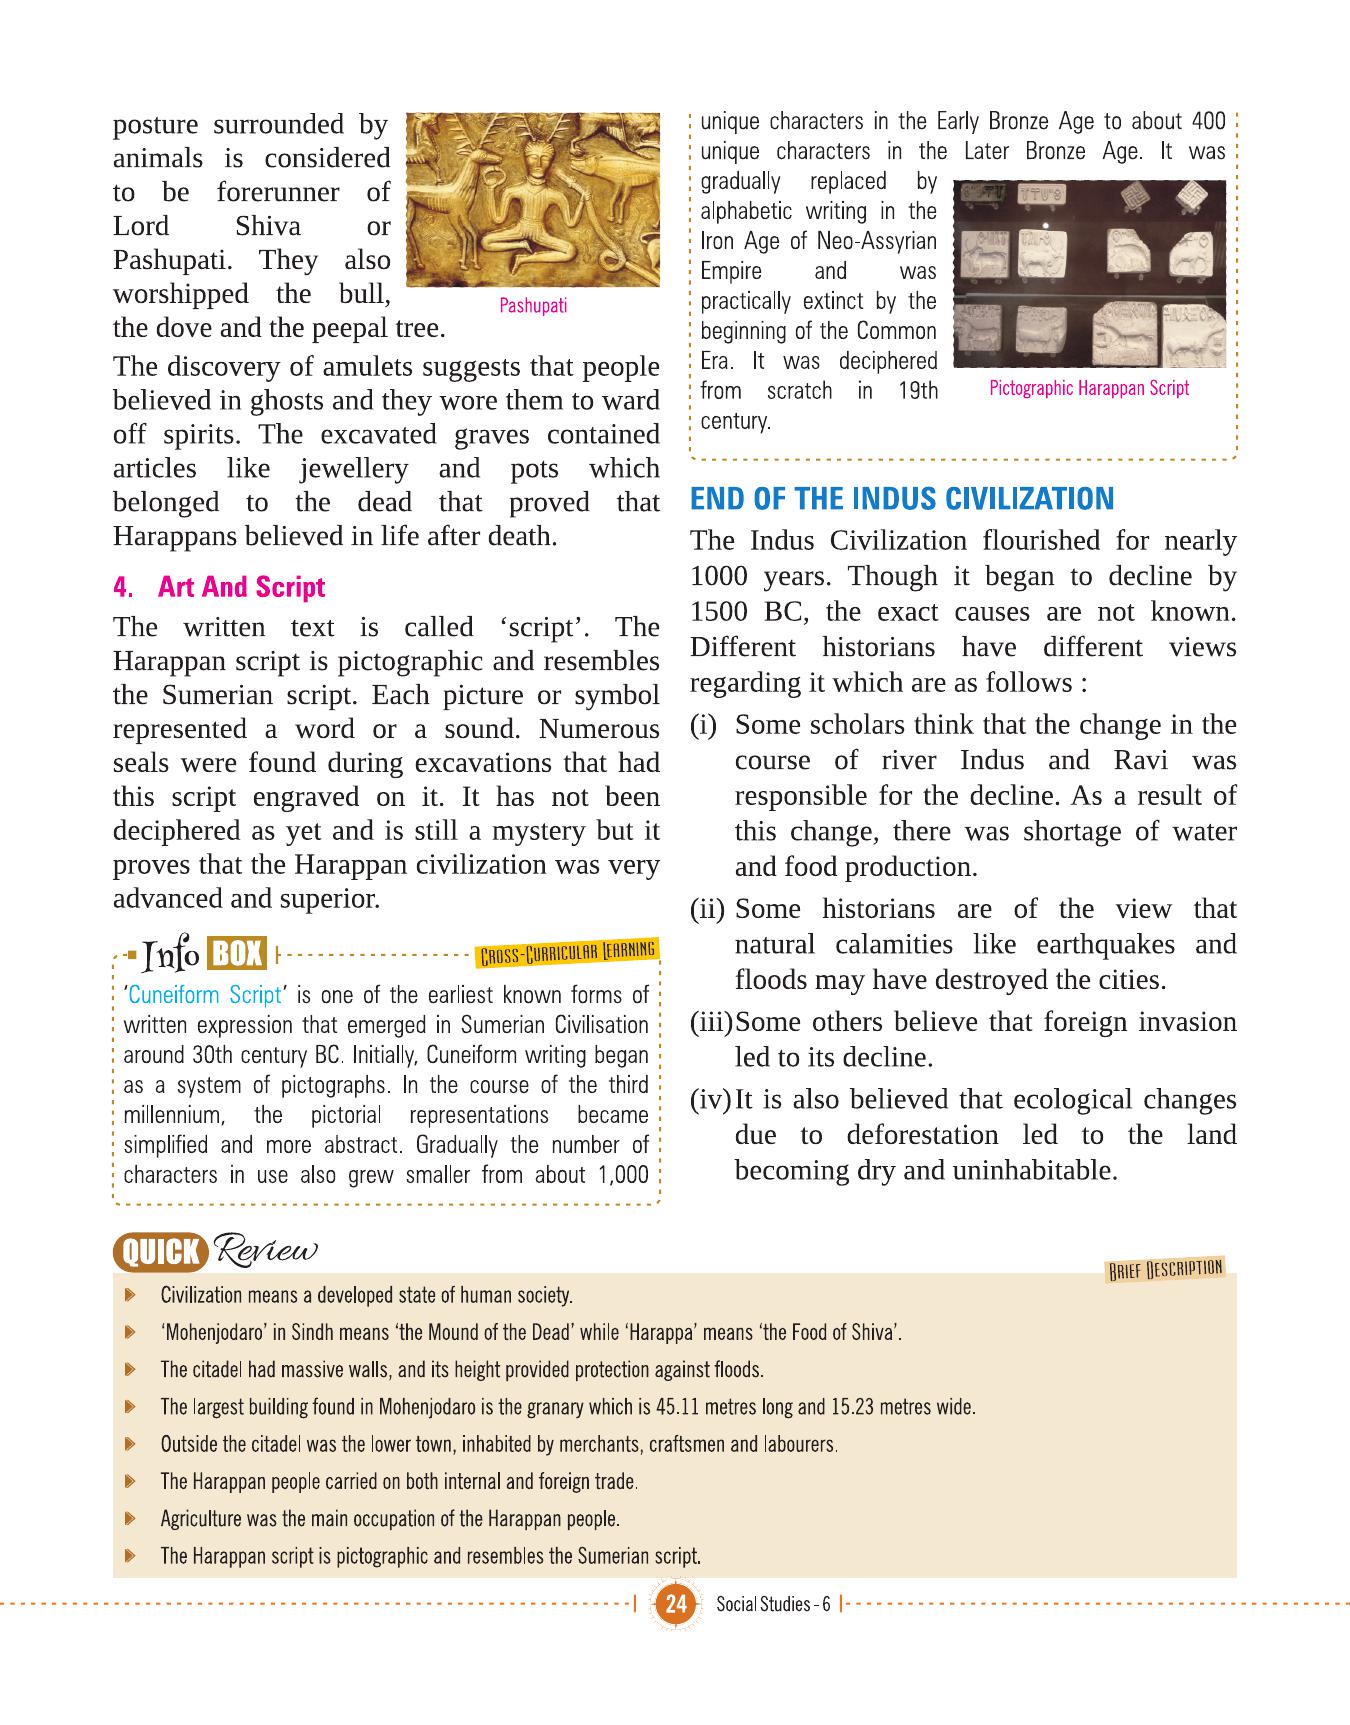 posture surrounded by
animals is considered
to be forerunner of
Lord Shiva or
Pashupati. They also
worshipped the bull,
the dove and the peepal tree.
Pashupati
The discovery of amulets suggests that people
believed in ghosts and they wore them to ward
off spirits. The excavated graves contained
articles like jewellery and pots which
belonged to the dead that proved that
Harappans believed in life after death.
4. Art And Script
The written text is called ‘script’. The
Harappan script is pictographic and resembles
the Sumerian script. Each picture or symbol
represented a word or a sound. Numerous
seals were found during excavations that had
this script engraved on it. It has not been
deciphered as yet and is still a mystery but it
proves that the Harappan civilization was very
advanced and superior.
Info BOX
CROSS-CURRICULAR LEARNING
‘Cuneiform Script’ is one of the earliest known forms of
written expression that emerged in Sumerian Civilisation
around 30th century BC. Initially, Cuneiform writing began
as a system of pictographs. In the course of the third
millennium, the pictorial representations became
simplified and more abstract. Gradually the number of
characters in use also grew smaller from about 1,000
unique characters in the Early Bronze Age to about 400
unique characters in the Later Bronze Age. It was
gradually replaced by
alphabetic writing in the
Iron Age of Neo-Assyrian
Empire and was
practically extinct by the
beginning of the Common
Era. It was deciphered
from scratch in 19th
century.
Pictographic Harappan Script
END OF THE INDUS CIVILIZATION
The Indus Civilization flourished for nearly
1000 years. Though it began to decline by
1500 BC, the exact causes are not known.
Different historians have different views
regarding it which are as follows :
(i) Some scholars think that the change in the
course of river Indus and Ravi was
responsible for the decline. As a result of
this change, there was shortage of water
and food production.
(ii) Some historians are of the view that
natural calamities like earthquakes and
floods may have destroyed the cities.
(iii) Some others believe that foreign invasion
led to its decline.
(iv) It is also believed that ecological changes
due to deforestation led to the land
becoming dry and uninhabitable.
QUICK Review
BRIEF DESCRIPTION
Civilization means a developed state of human society.
‘Mohenjodaro’ in Sindh means ‘the Mound of the Dead’ while ‘Harappa’ means ‘the Food of Shiva’.
The citadel had massive walls, and its height provided protection against floods.
The largest building found in Mohenjodaro is the granary which is 45.11 metres long and 15.23 metres wide.
Outside the citadel was the lower town, inhabited by merchants, craftsmen and labourers.
The Harappan people carried on both internal and foreign trade.
Agriculture was the main occupation of the Harappan people.
The Harappan script is pictographic and resembles the Sumerian script.
24 Social Studies - 6